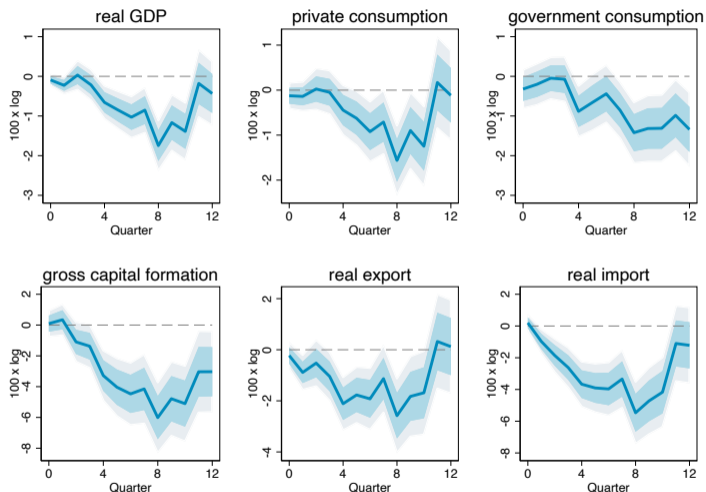 real GDP
1
0
-1
-2
-3
100 x log
0 4 8 12
Quarter
private consumption
1
0
-1
-2
100 x log
0 4 8 12
Quarter
government consumption
1
0
-1
-2
-3
100 x log
0 4 8 12
Quarter
gross capital formation
2
0
-2
-4
-6
-8
100 x log
0 4 8 12
Quarter
real export
2
0
-2
-4
100 x log
0 4 8 12
Quarter
real import
2
0
-2
-4
-6
-8
100 x log
0 4 8 12
Quarter